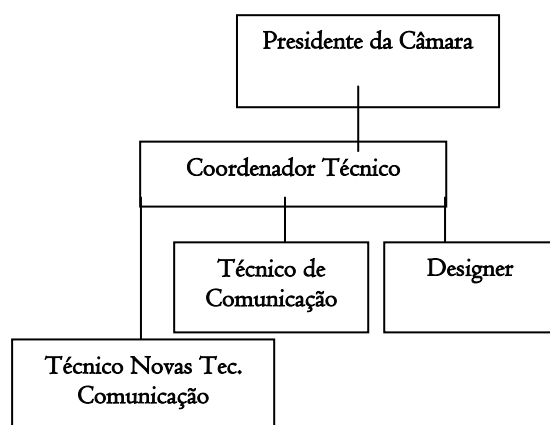 Presidente da Câmara
Coordenador Técnico
Técnico de
Comunicação
Designer
Técnico Novas Tec.
Comunicação